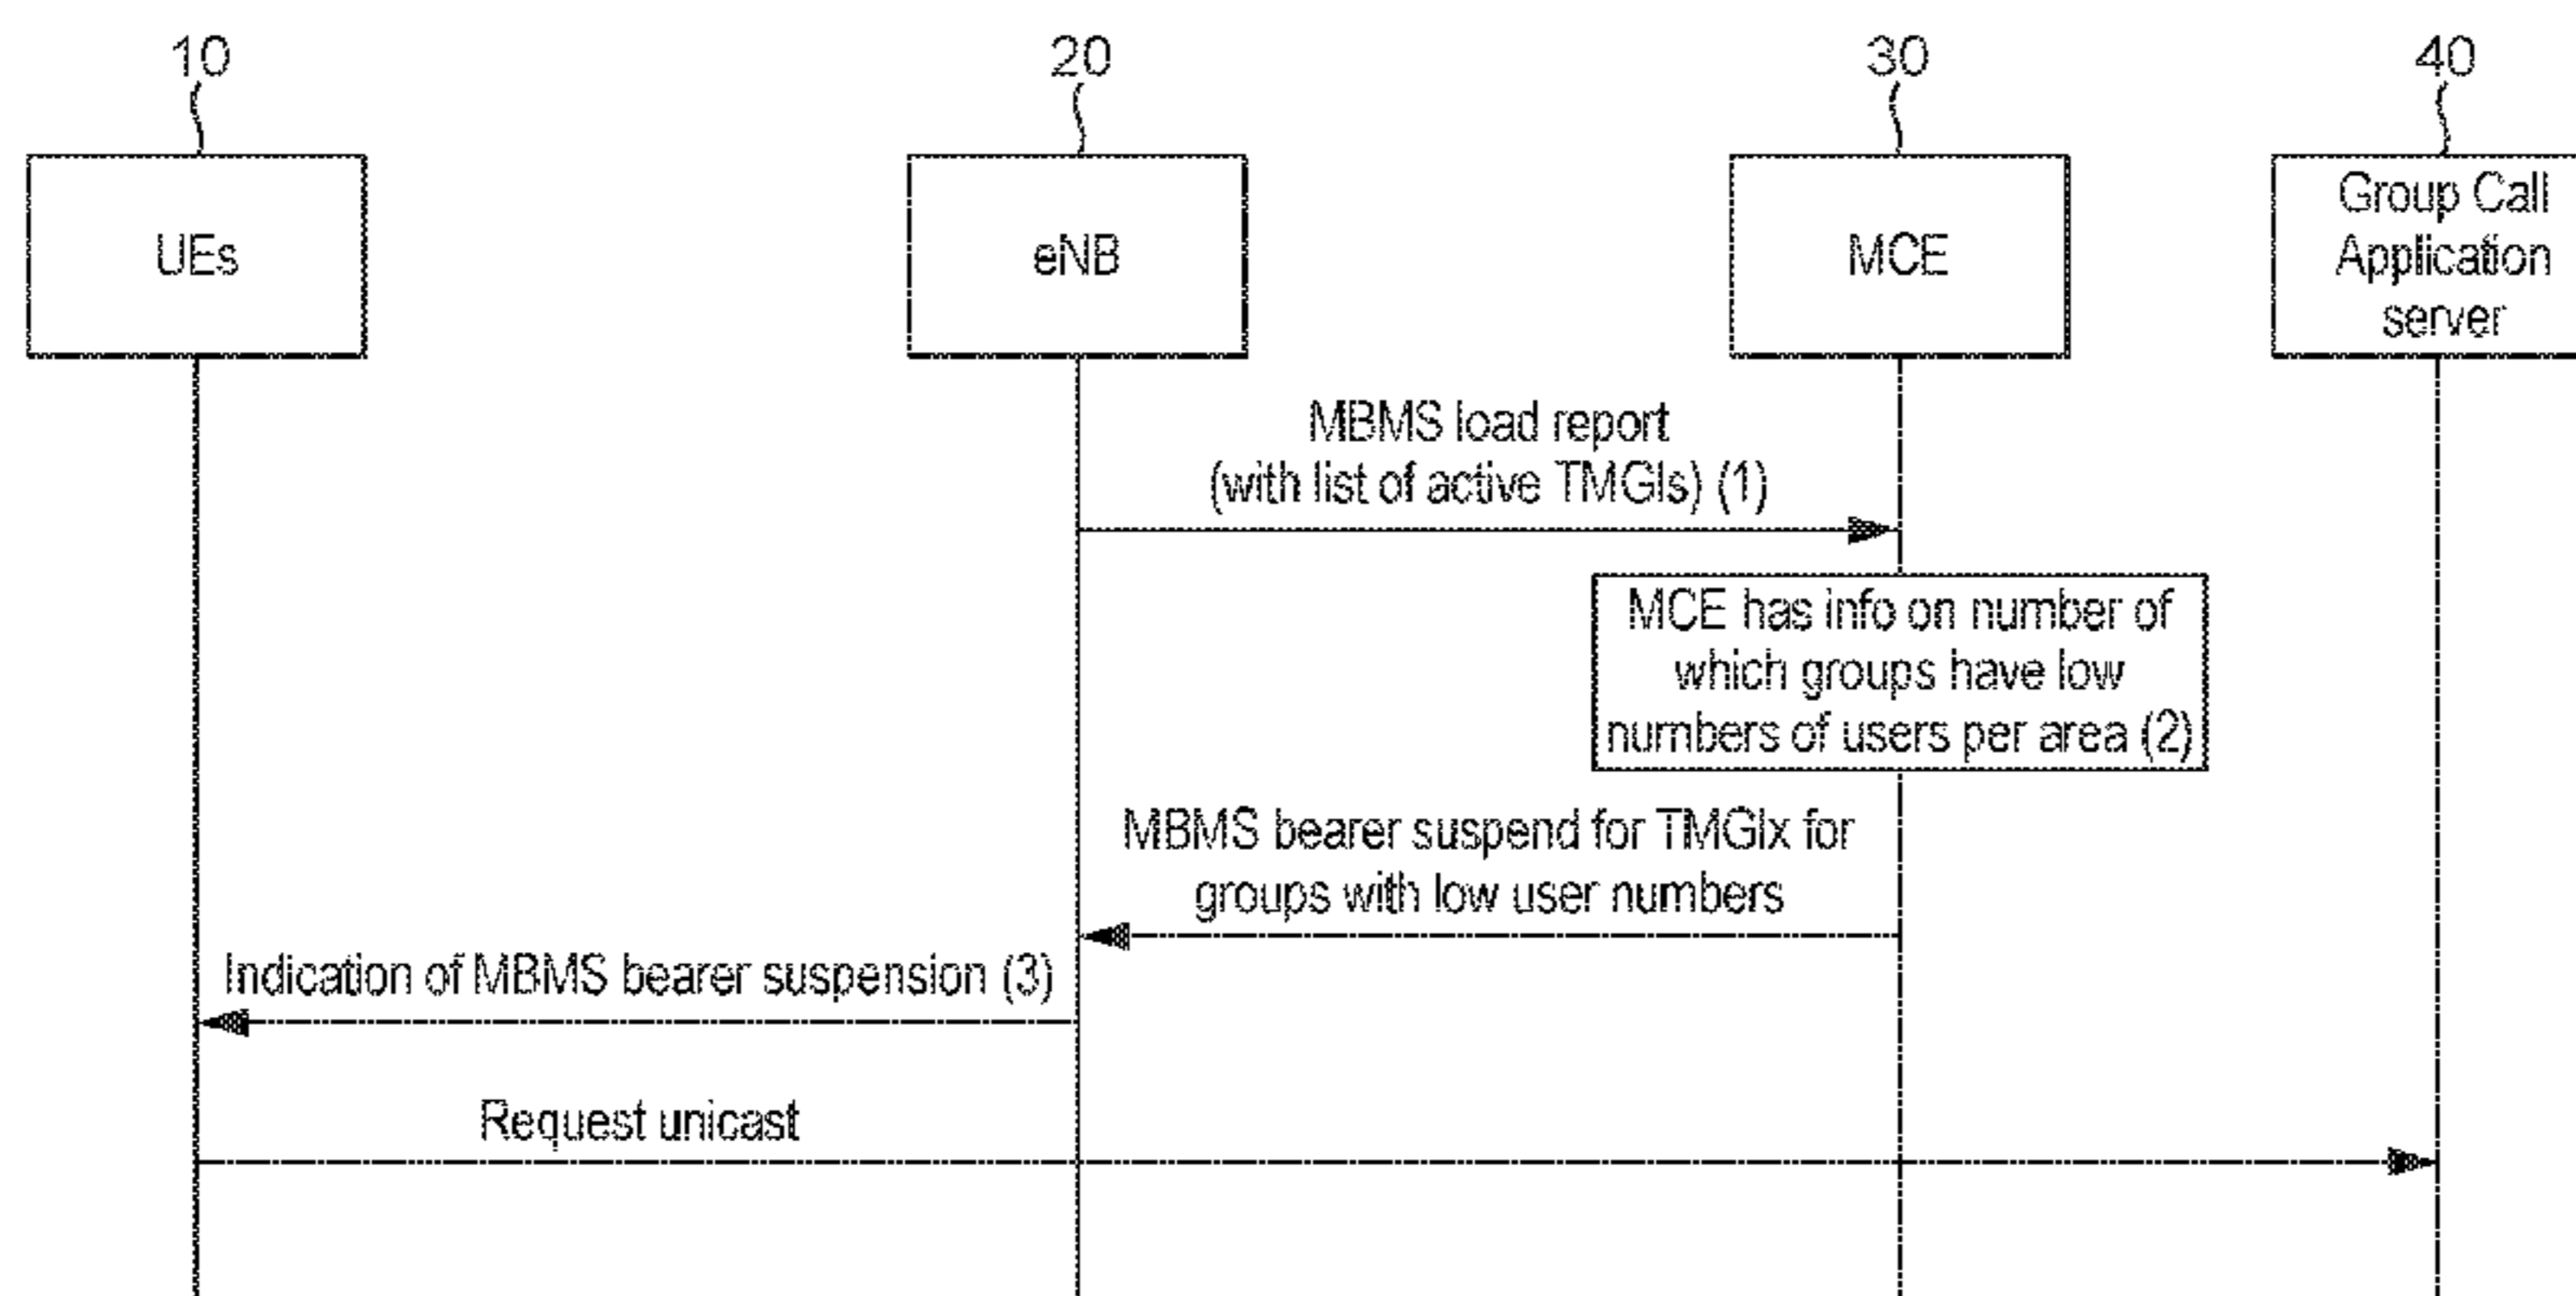 10
20
30
40
UEs
eNB
MCE
Group Call
Application
server
MBMS load report
(with list of active TMGIs) (1)
MCE has info on number of
which groups have low
numbers of users per area (2)
MBMS bearer suspend for TMGIx for
groups with low user numbers
Indication of MBMS bearer suspension (3)
Request unicast